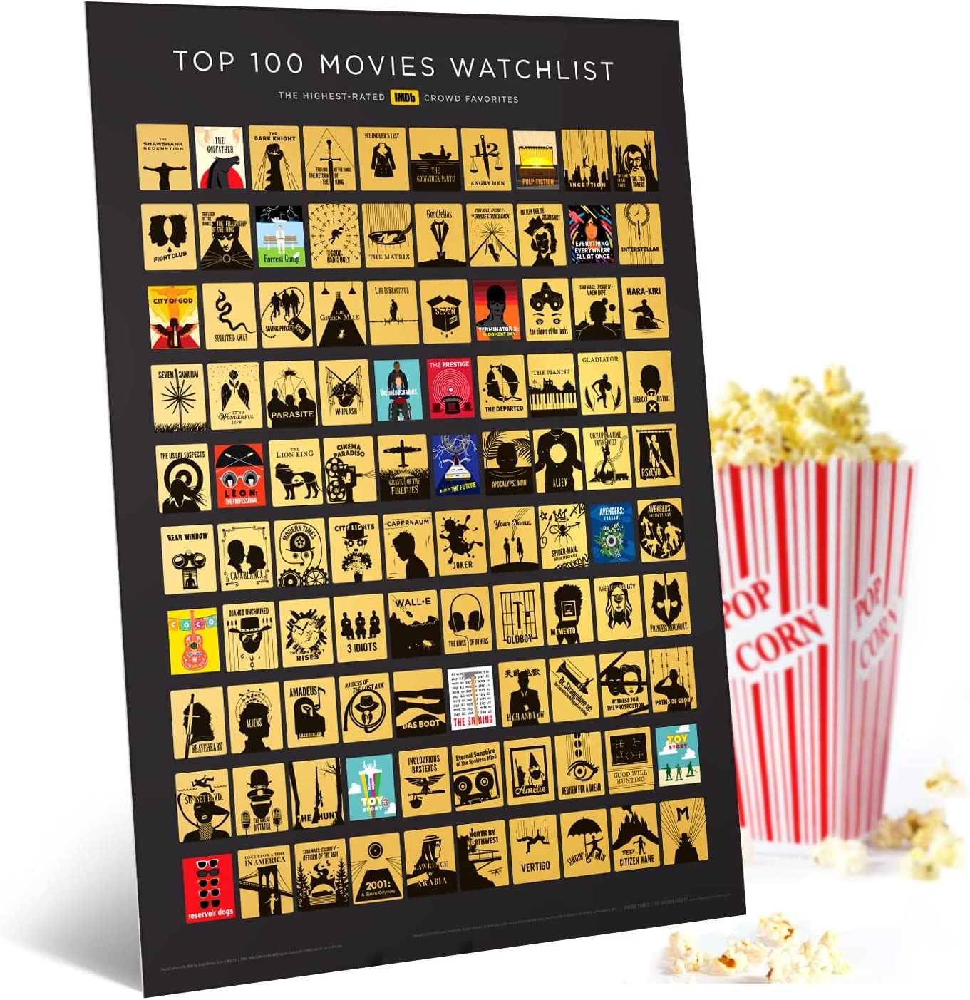 TOP 100 MOVIES WATCHLIST
THE HIGHEST-RATED IMDb CROWD FAVORITES
THE
SHAWSHANK
REDEMPTION
THE
GODFATHER
THE
DARK KNIGHT
THE LORD OF THE RINGS:
THE RETURN OF
THE KING
SCHINDLER'S LIST
THE
GODFATHER: PART II
12
ANGRY MEN
PULP FICTION
INCEPTION
THE LORD
OF THE
RINGS:
THE TWO
TOWERS
FIGHT CLUB
THE LORD
OF THE
RINGS:
THE FELLOWSHIP
OF THE RING
Forrest Gump
THE GOOD,
THE
BAD AND THE UGLY
THE MATRIX
Goodfellas
STAR WARS: EPISODE V -
THE EMPIRE STRIKES BACK
ONE FLEW OVER THE
CUCKOO'S NEST
EVERYTHING
EVERYWHERE
ALL AT ONCE
INTERSTELLAR
CITY OF GOD
SPIRITED AWAY
SAVING PRIVATE RYAN
THE
GREEN MILE
LIFE IS BEAUTIFUL
SE7EN
TERMINATOR 2:
JUDGMENT DAY
the silence of the lambs
STAR WARS: EPISODE IV -
A NEW HOPE
HARA-KIRI
SEVEN SAMURAI
IT'S A
WONDERFUL
LIFE
PARASITE
WHIPLASH
the intouchables
THE PRESTIGE
THE DEPARTED
THE PIANIST
GLADIATOR
AMERICAN HISTORY
X
THE USUAL SUSPECTS
LÉON:
THE PROFESSIONAL
THE
LION KING
CINEMA
PARADISO
GRAVE OF THE
FIREFLIES
BACK TO THE FUTURE
APOCALYPSE NOW
ALIEN
ONCE UPON A TIME
IN THE WEST
PSYCHO
REAR WINDOW
CASABLANCA
MODERN TIMES
CITY LIGHTS
CAPERNAUM
JOKER
Your Name.
SPIDER-MAN:
INTO THE SPIDER-VERSE
BROOKLYN
AVENGERS:
ENDGAME
AVENGERS:
INFINITY WAR
COCO
DJANGO UNCHAINED
THE DARK KNIGHT
RISES
3 IDIOTS
WALL·E
THE LIVES OF OTHERS
OLDBOY
MEMENTO
AMERICAN BEAUTY
PRINCESS MONONOKE
BRAVEHEART
ALIENS
AMADEUS
RAIDERS OF
THE LOST ARK
DAS BOOT
THE SHINING
天国と地獄
HIGH AND LOW
Dr. Strangelove or:
WITNESS FOR
THE PROSECUTION
PATHS OF GLORY
SUNSET BLVD.
THE GREAT
DICTATOR
THE HUNT
TOY
STORY 3
INGLOURIOUS
BASTERDS
Eternal Sunshine
of the Spotless Mind
Amélie
REQUIEM FOR A DREAM
GOOD WILL
HUNTING
TOY
STORY
reservoir dogs
ONCE UPON A TIME
IN AMERICA
STAR WARS: EPISODE VI -
RETURN OF THE JEDI
2001:
A Space Odyssey
LAWRENCE
OF
ARABIA
NORTH BY
NORTHWEST
VERTIGO
SINGIN' IN THE RAIN
CITIZEN KANE
M
POP
CORN
POP
CORN